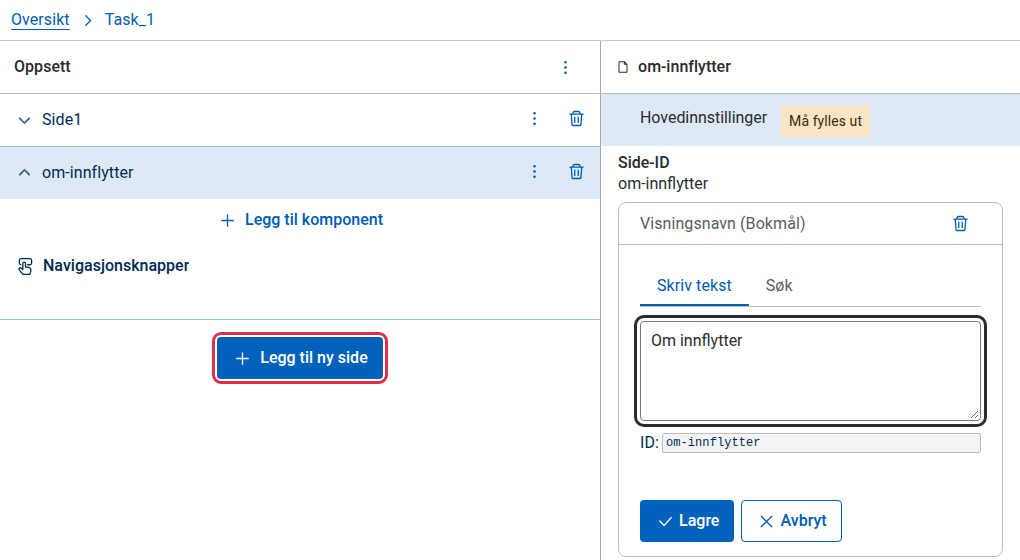 Oversikt > Task_1
Oppsett
Side1
om-innflytter
+ Legg til komponent
Navigasjonsknapper
+ Legg til ny side
om-innflytter
Hovedinnstillinger Må fylles ut
Side-ID
om-innflytter
Visningsnavn (Bokmål)
Skriv tekst Søk
Om innflytter
ID: om-innflytter
Lagre Avbryt